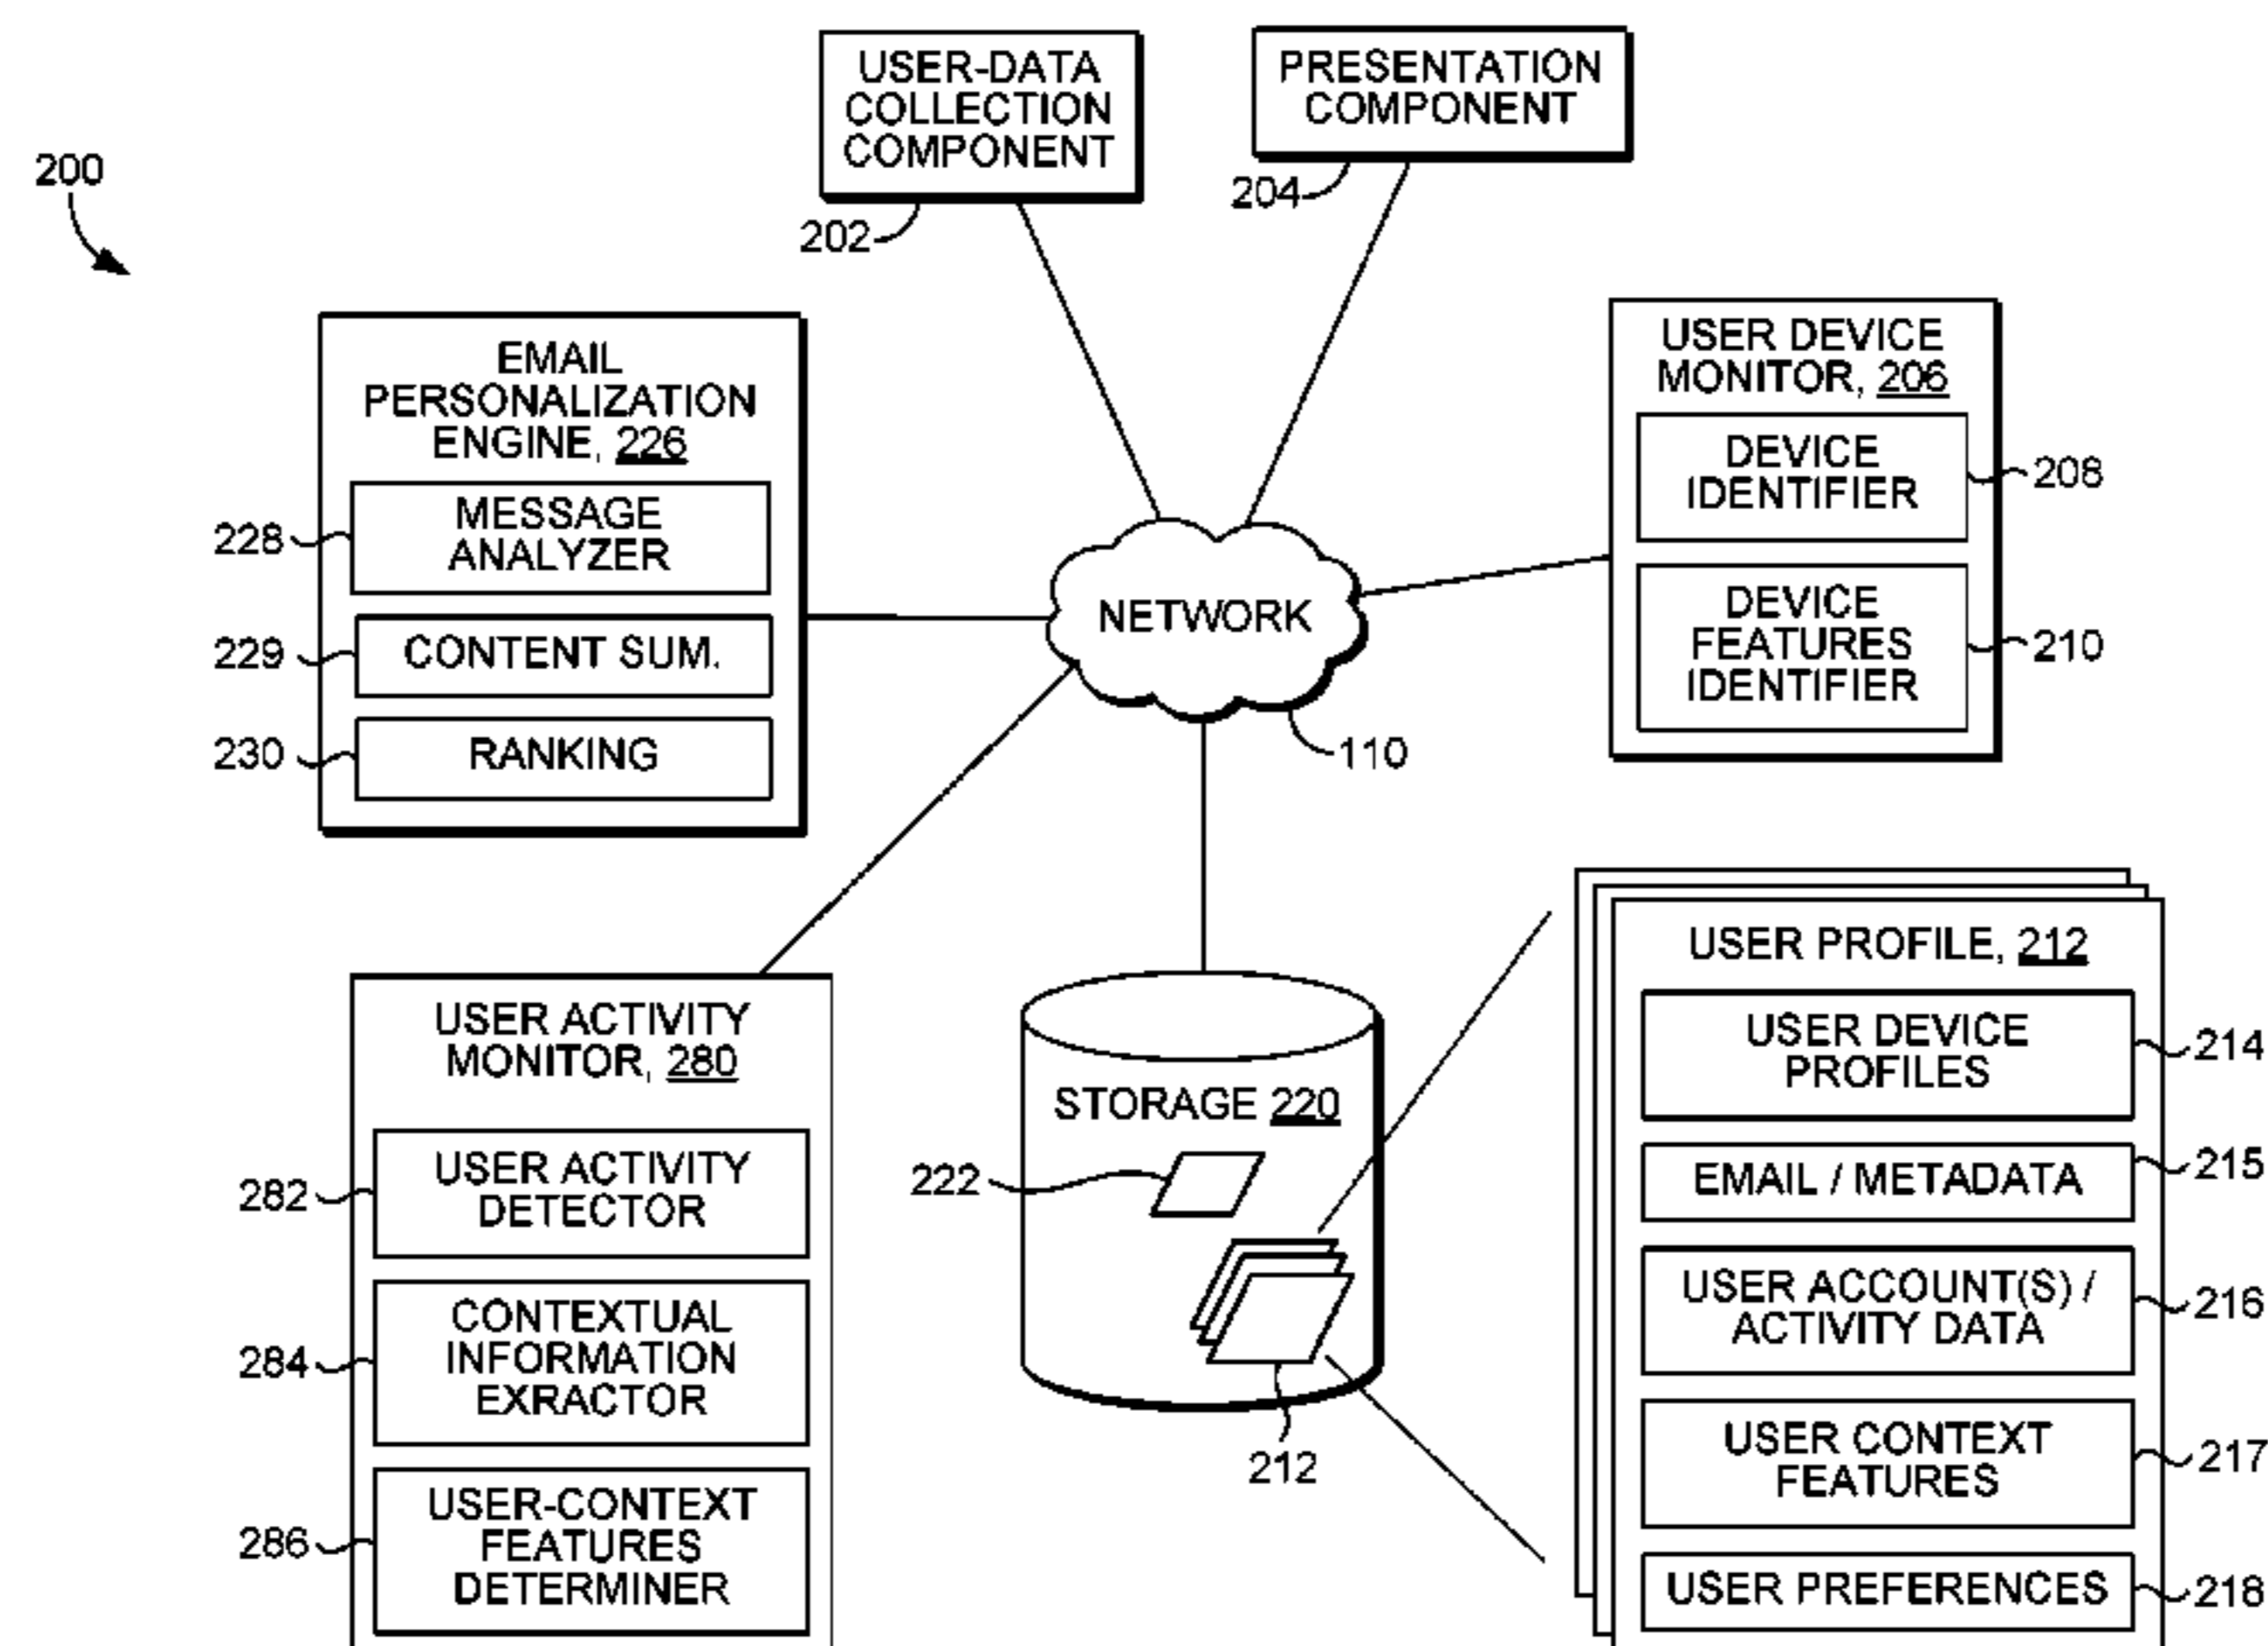 200
USER-DATA
COLLECTION
COMPONENT
202
PRESENTATION
COMPONENT
204
EMAIL
PERSONALIZATION
ENGINE, 226
MESSAGE
ANALYZER
228
CONTENT SUM.
229
RANKING
230
NETWORK
110
USER DEVICE
MONITOR, 206
DEVICE
IDENTIFIER
208
DEVICE
FEATURES
IDENTIFIER
210
USER ACTIVITY
MONITOR, 280
USER ACTIVITY
DETECTOR
282
CONTEXTUAL
INFORMATION
EXRACTOR
284
USER-CONTEXT
FEATURES
DETERMINER
286
STORAGE 220
222
212
USER PROFILE, 212
USER DEVICE
PROFILES
214
EMAIL / METADATA
215
USER ACCOUNT(S) /
ACTIVITY DATA
216
USER CONTEXT
FEATURES
217
USER PREFERENCES
218